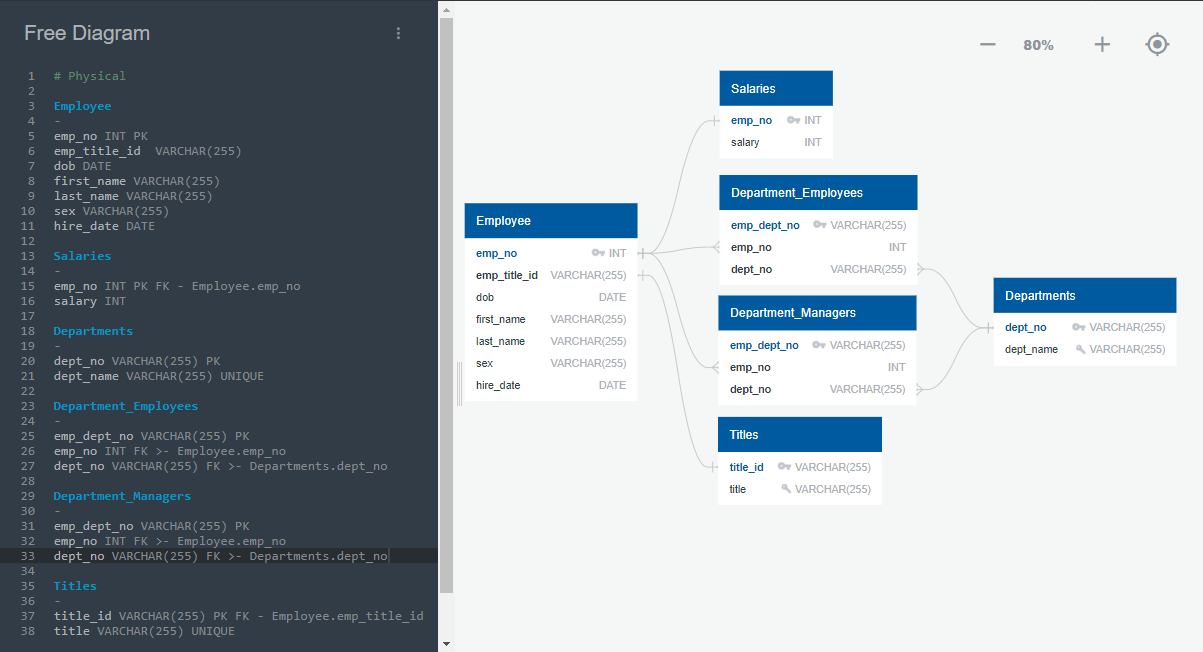 Free Diagram
1 # Physical
2
3 Employee
4 -
5 emp_no INT PK
6 emp_title_id  VARCHAR(255)
7 dob DATE
8 first_name VARCHAR(255)
9 last_name VARCHAR(255)
10 sex VARCHAR(255)
11 hire_date DATE
12
13 Salaries
14 -
15 emp_no INT PK FK - Employee.emp_no
16 salary INT
17
18 Departments
19 -
20 dept_no VARCHAR(255) PK
21 dept_name VARCHAR(255) UNIQUE
22
23 Department_Employees
24 -
25 emp_dept_no VARCHAR(255) PK
26 emp_no INT FK >- Employee.emp_no
27 dept_no VARCHAR(255) FK >- Departments.dept_no
28
29 Department_Managers
30 -
31 emp_dept_no VARCHAR(255) PK
32 emp_no INT FK >- Employee.emp_no
33 dept_no VARCHAR(255) FK >- Departments.dept_no
34
35 Titles
36 -
37 title_id VARCHAR(255) PK FK - Employee.emp_title_id
38 title VARCHAR(255) UNIQUE
80%
Employee
emp_no INT
emp_title_id VARCHAR(255)
dob DATE
first_name VARCHAR(255)
last_name VARCHAR(255)
sex VARCHAR(255)
hire_date DATE
Salaries
emp_no INT
salary INT
Department_Employees
emp_dept_no VARCHAR(255)
emp_no INT
dept_no VARCHAR(255)
Department_Managers
emp_dept_no VARCHAR(255)
emp_no INT
dept_no VARCHAR(255)
Titles
title_id VARCHAR(255)
title VARCHAR(255)
Departments
dept_no VARCHAR(255)
dept_name VARCHAR(255)